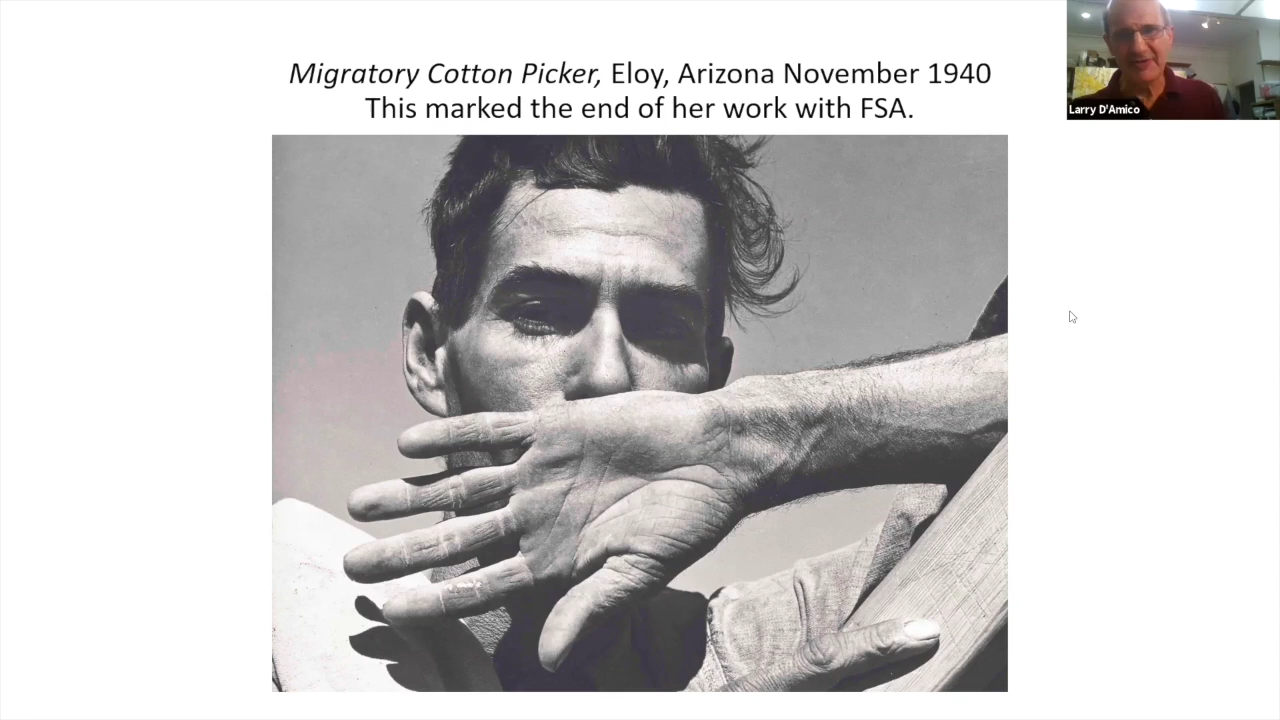 Migratory Cotton Picker, Eloy, Arizona November 1940
This marked the end of her work with FSA.
Larry D'Amico